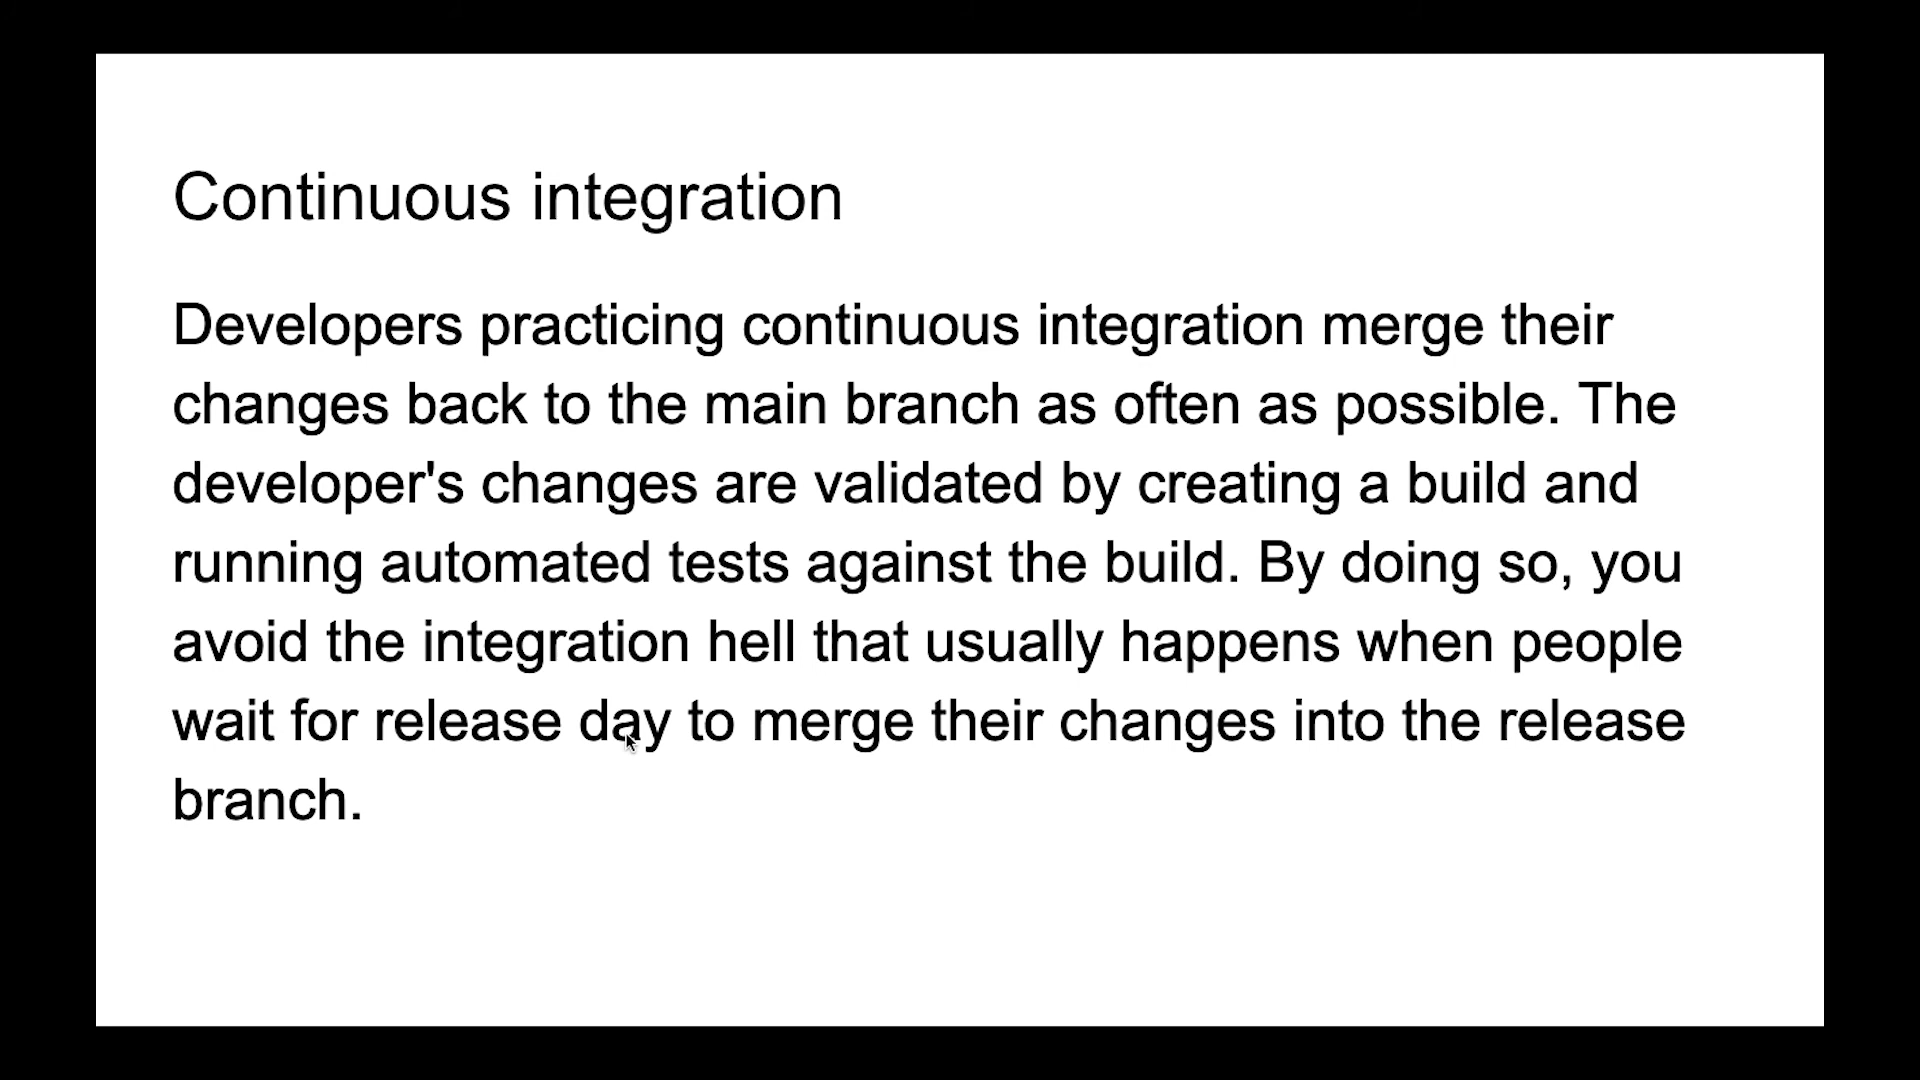 Continuous integration
Developers practicing continuous integration merge their
changes back to the main branch as often as possible. The
developer's changes are validated by creating a build and
running automated tests against the build. By doing so, you
avoid the integration hell that usually happens when people
wait for release day to merge their changes into the release
branch.